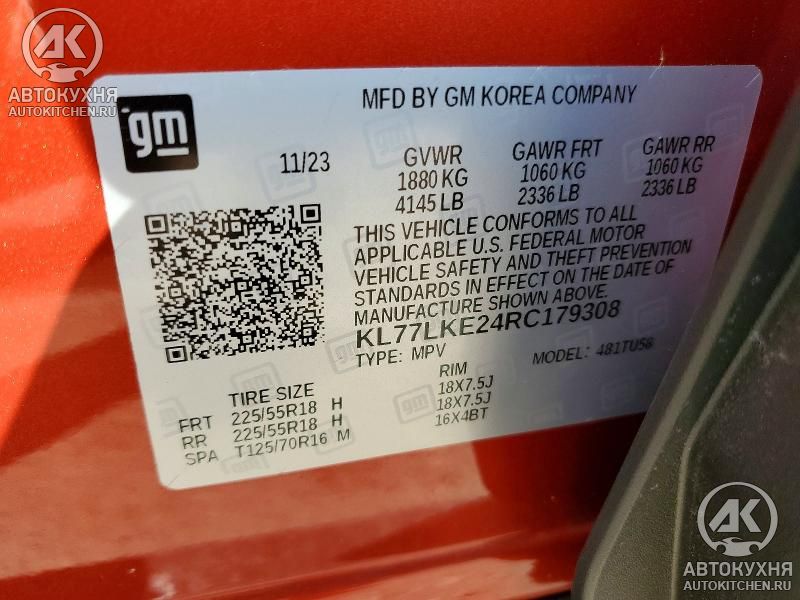 AK
АВТОКУХНЯ
AUTOKITCHEN.RU
gm
MFD BY GM KOREA COMPANY
11/23
GVWR
1880 KG
4145 LB
GAWR FRT
1060 KG
2336 LB
GAWR RR
1060 KG
2336 LB
THIS VEHICLE CONFORMS TO ALL
APPLICABLE U.S. FEDERAL MOTOR
VEHICLE SAFETY AND THEFT PREVENTION
STANDARDS IN EFFECT ON THE DATE OF
MANUFACTURE SHOWN ABOVE.
KL77LKE24RC179308
TYPE: MPV MODEL: 481TU58
TIRE SIZE RIM
FRT 225/55R18 H 18X7.5J
RR 225/55R18 H 18X7.5J
SPA T125/70R16 M 16X4BT
AK
АВТОКУХНЯ
AUTOKITCHEN.RU